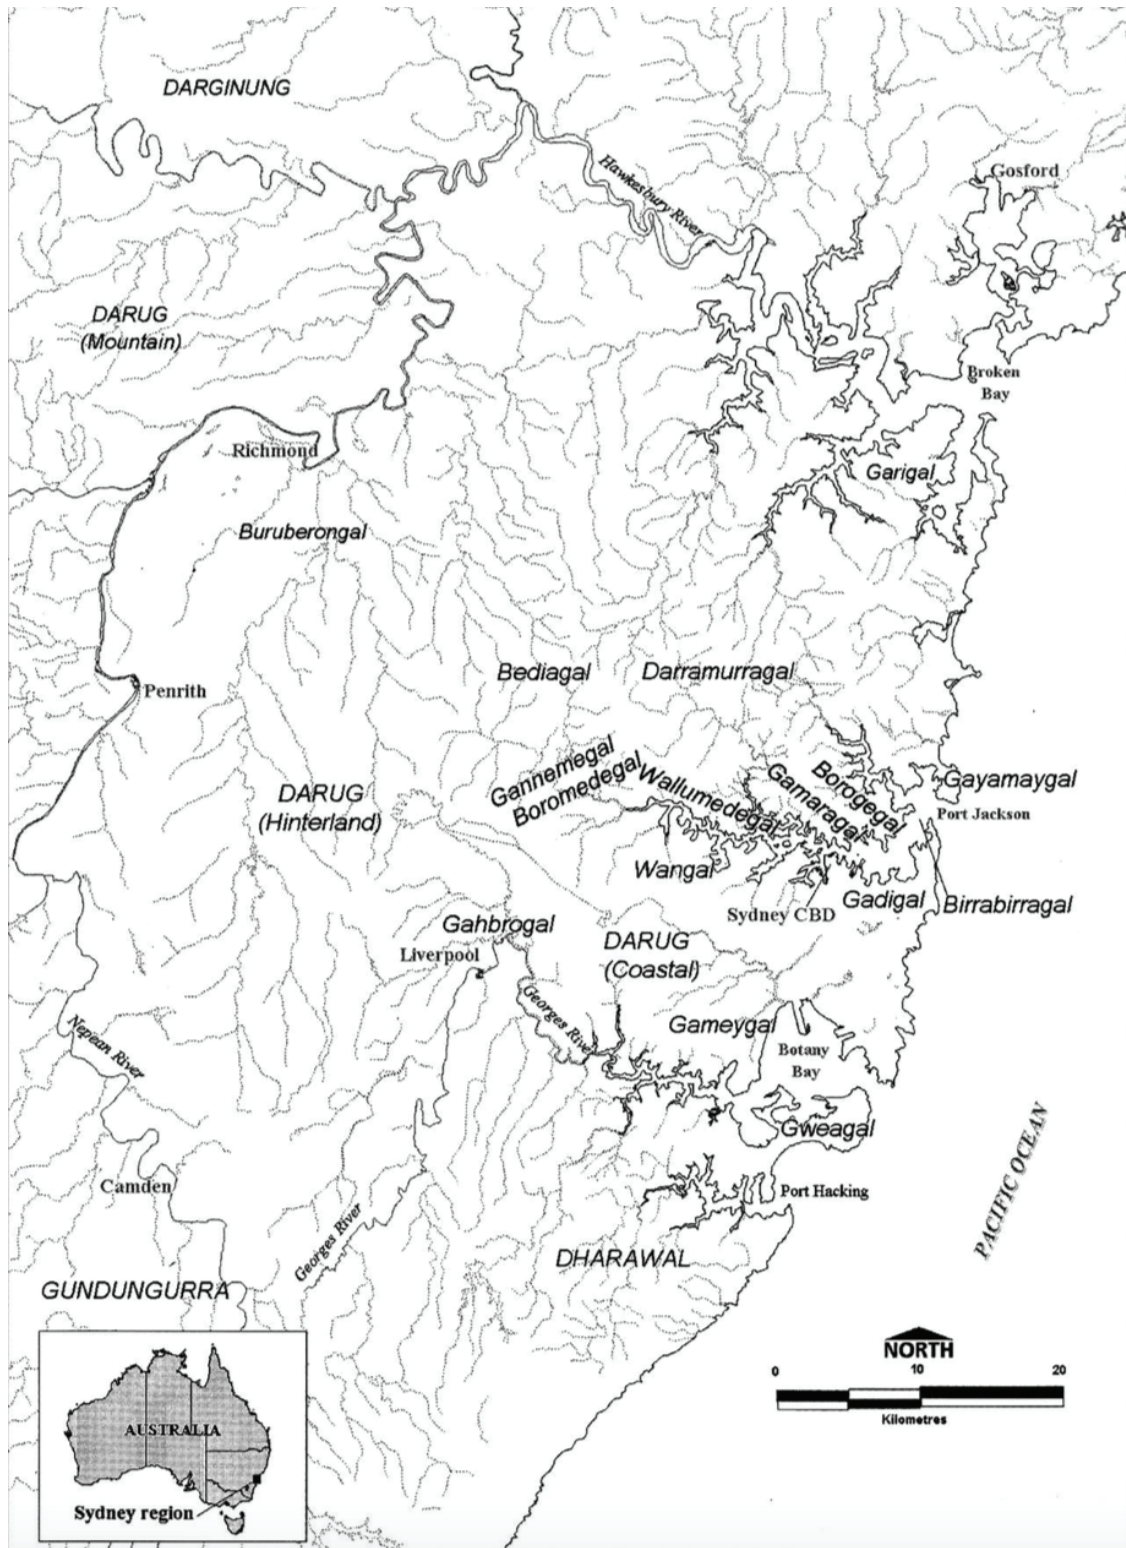 DARGINUNG
Hawkesbury River
Gosford
DARUG
(Mountain)
Broken
Bay
Richmond
Garigal
Buruberongal
Bediagal
Darramurragal
Penrith
Gannemegal
Boromedegal
Wallumedegal
Gamaragal
Borogegal
Gayamaygal
DARUG
(Hinterland)
Port Jackson
Wangal
Gadigal
Birrabirragal
Sydney CBD
Gahbrogal
Liverpool
DARUG
(Coastal)
Georges River
Gameygal
Nepean River
Botany
Bay
Gweagal
PACIFIC OCEAN
Camden
Port Hacking
Georges River
DHARAWAL
GUNDUNGURRA
NORTH
0 10 20
Kilometres
AUSTRALIA
Sydney region